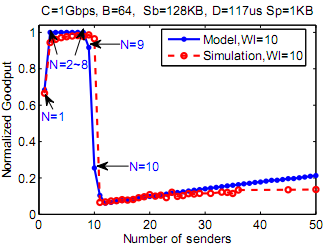 C=1Gbps, B=64, Sb=128KB, D=117us Sp=1KB
Normalized Goodput
1
0.8
0.6
0.4
0.2
0
Model,WI=10
Simulation,WI=10
N=9
N=2~8
N=1
N=10
0 10 20 30 40 50
Number of senders